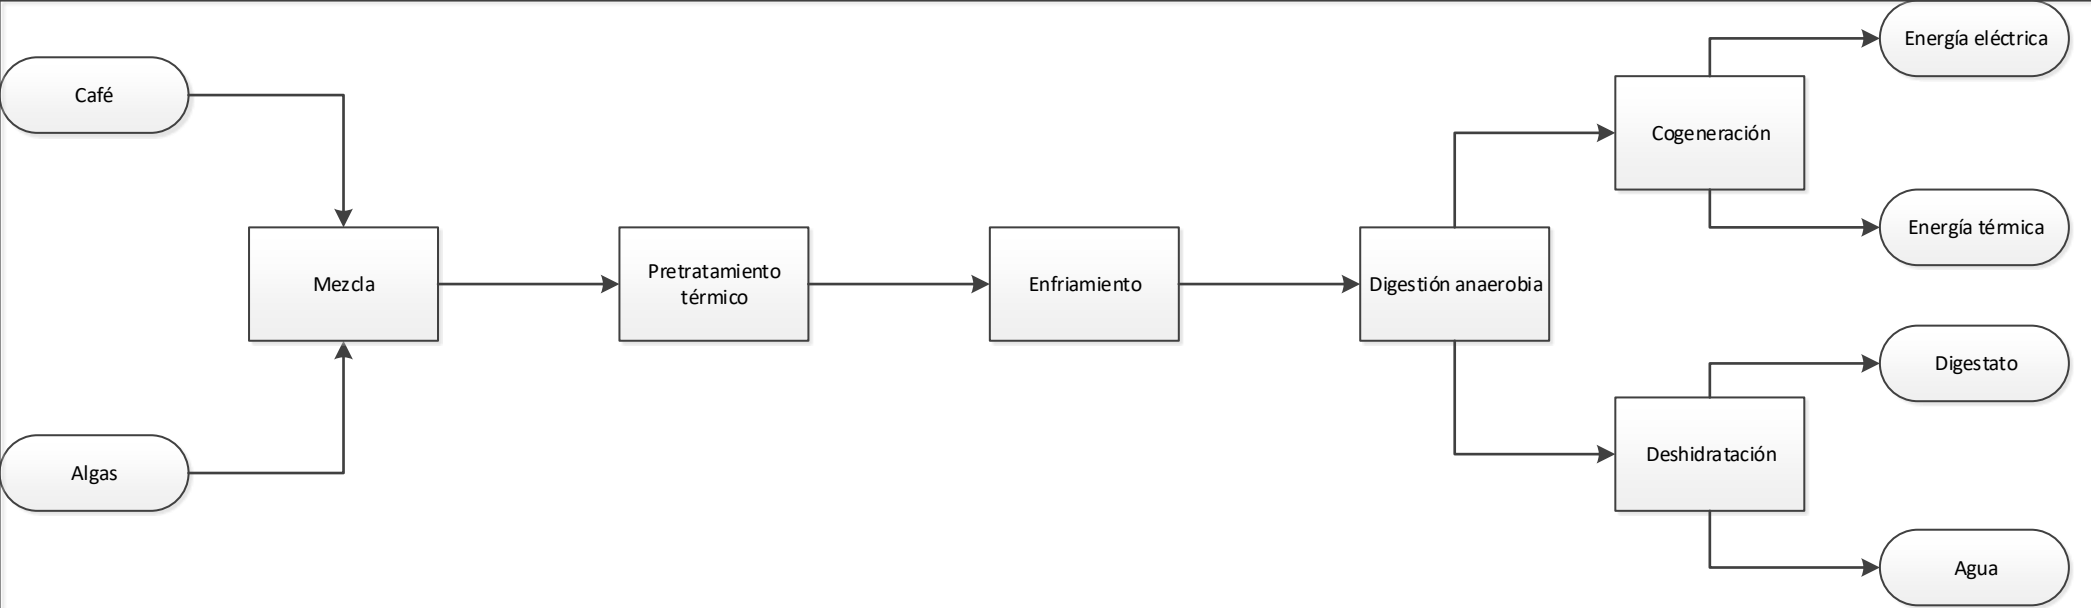 Café
Algas
Mezcla
Pretratamiento
térmico
Enfriamiento
Digestión anaerobia
Cogeneración
Energía eléctrica
Energía térmica
Deshidratación
Digestato
Agua